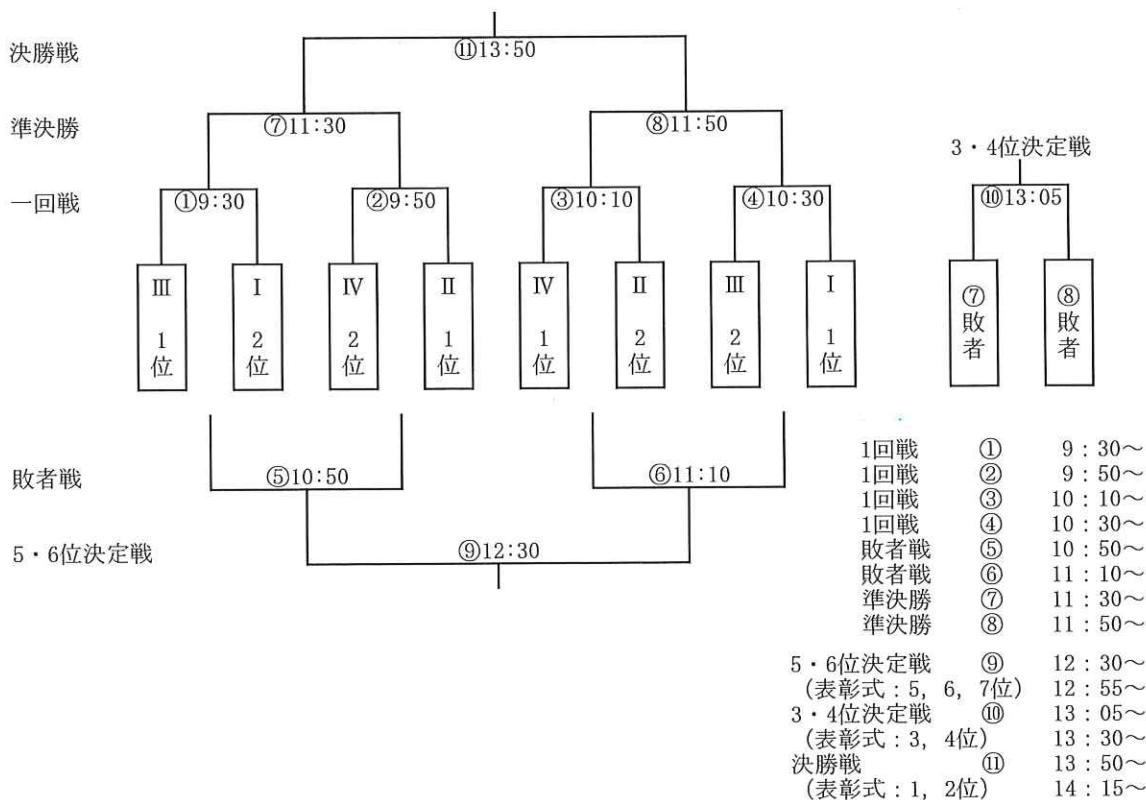 決勝戦
⑪13:50
準決勝
⑦11:30
⑧11:50
3・4位決定戦
一回戦
①9:30
②9:50
③10:10
④10:30
⑩13:05
Ⅲ 1位
Ⅰ 2位
Ⅳ 2位
Ⅱ 1位
Ⅳ 1位
Ⅱ 2位
Ⅲ 2位
Ⅰ 1位
⑦敗者
⑧敗者
敗者戦
⑤10:50
⑥11:10
5・6位決定戦
⑨12:30
1回戦 ① 9:30~
1回戦 ② 9:50~
1回戦 ③ 10:10~
1回戦 ④ 10:30~
敗者戦 ⑤ 10:50~
敗者戦 ⑥ 11:10~
準決勝 ⑦ 11:30~
準決勝 ⑧ 11:50~
5・6位決定戦 ⑨ 12:30~
(表彰式:5, 6, 7位) 12:55~
3・4位決定戦 ⑩ 13:05~
(表彰式:3, 4位) 13:30~
決勝戦 ⑪ 13:50~
(表彰式:1, 2位) 14:15~